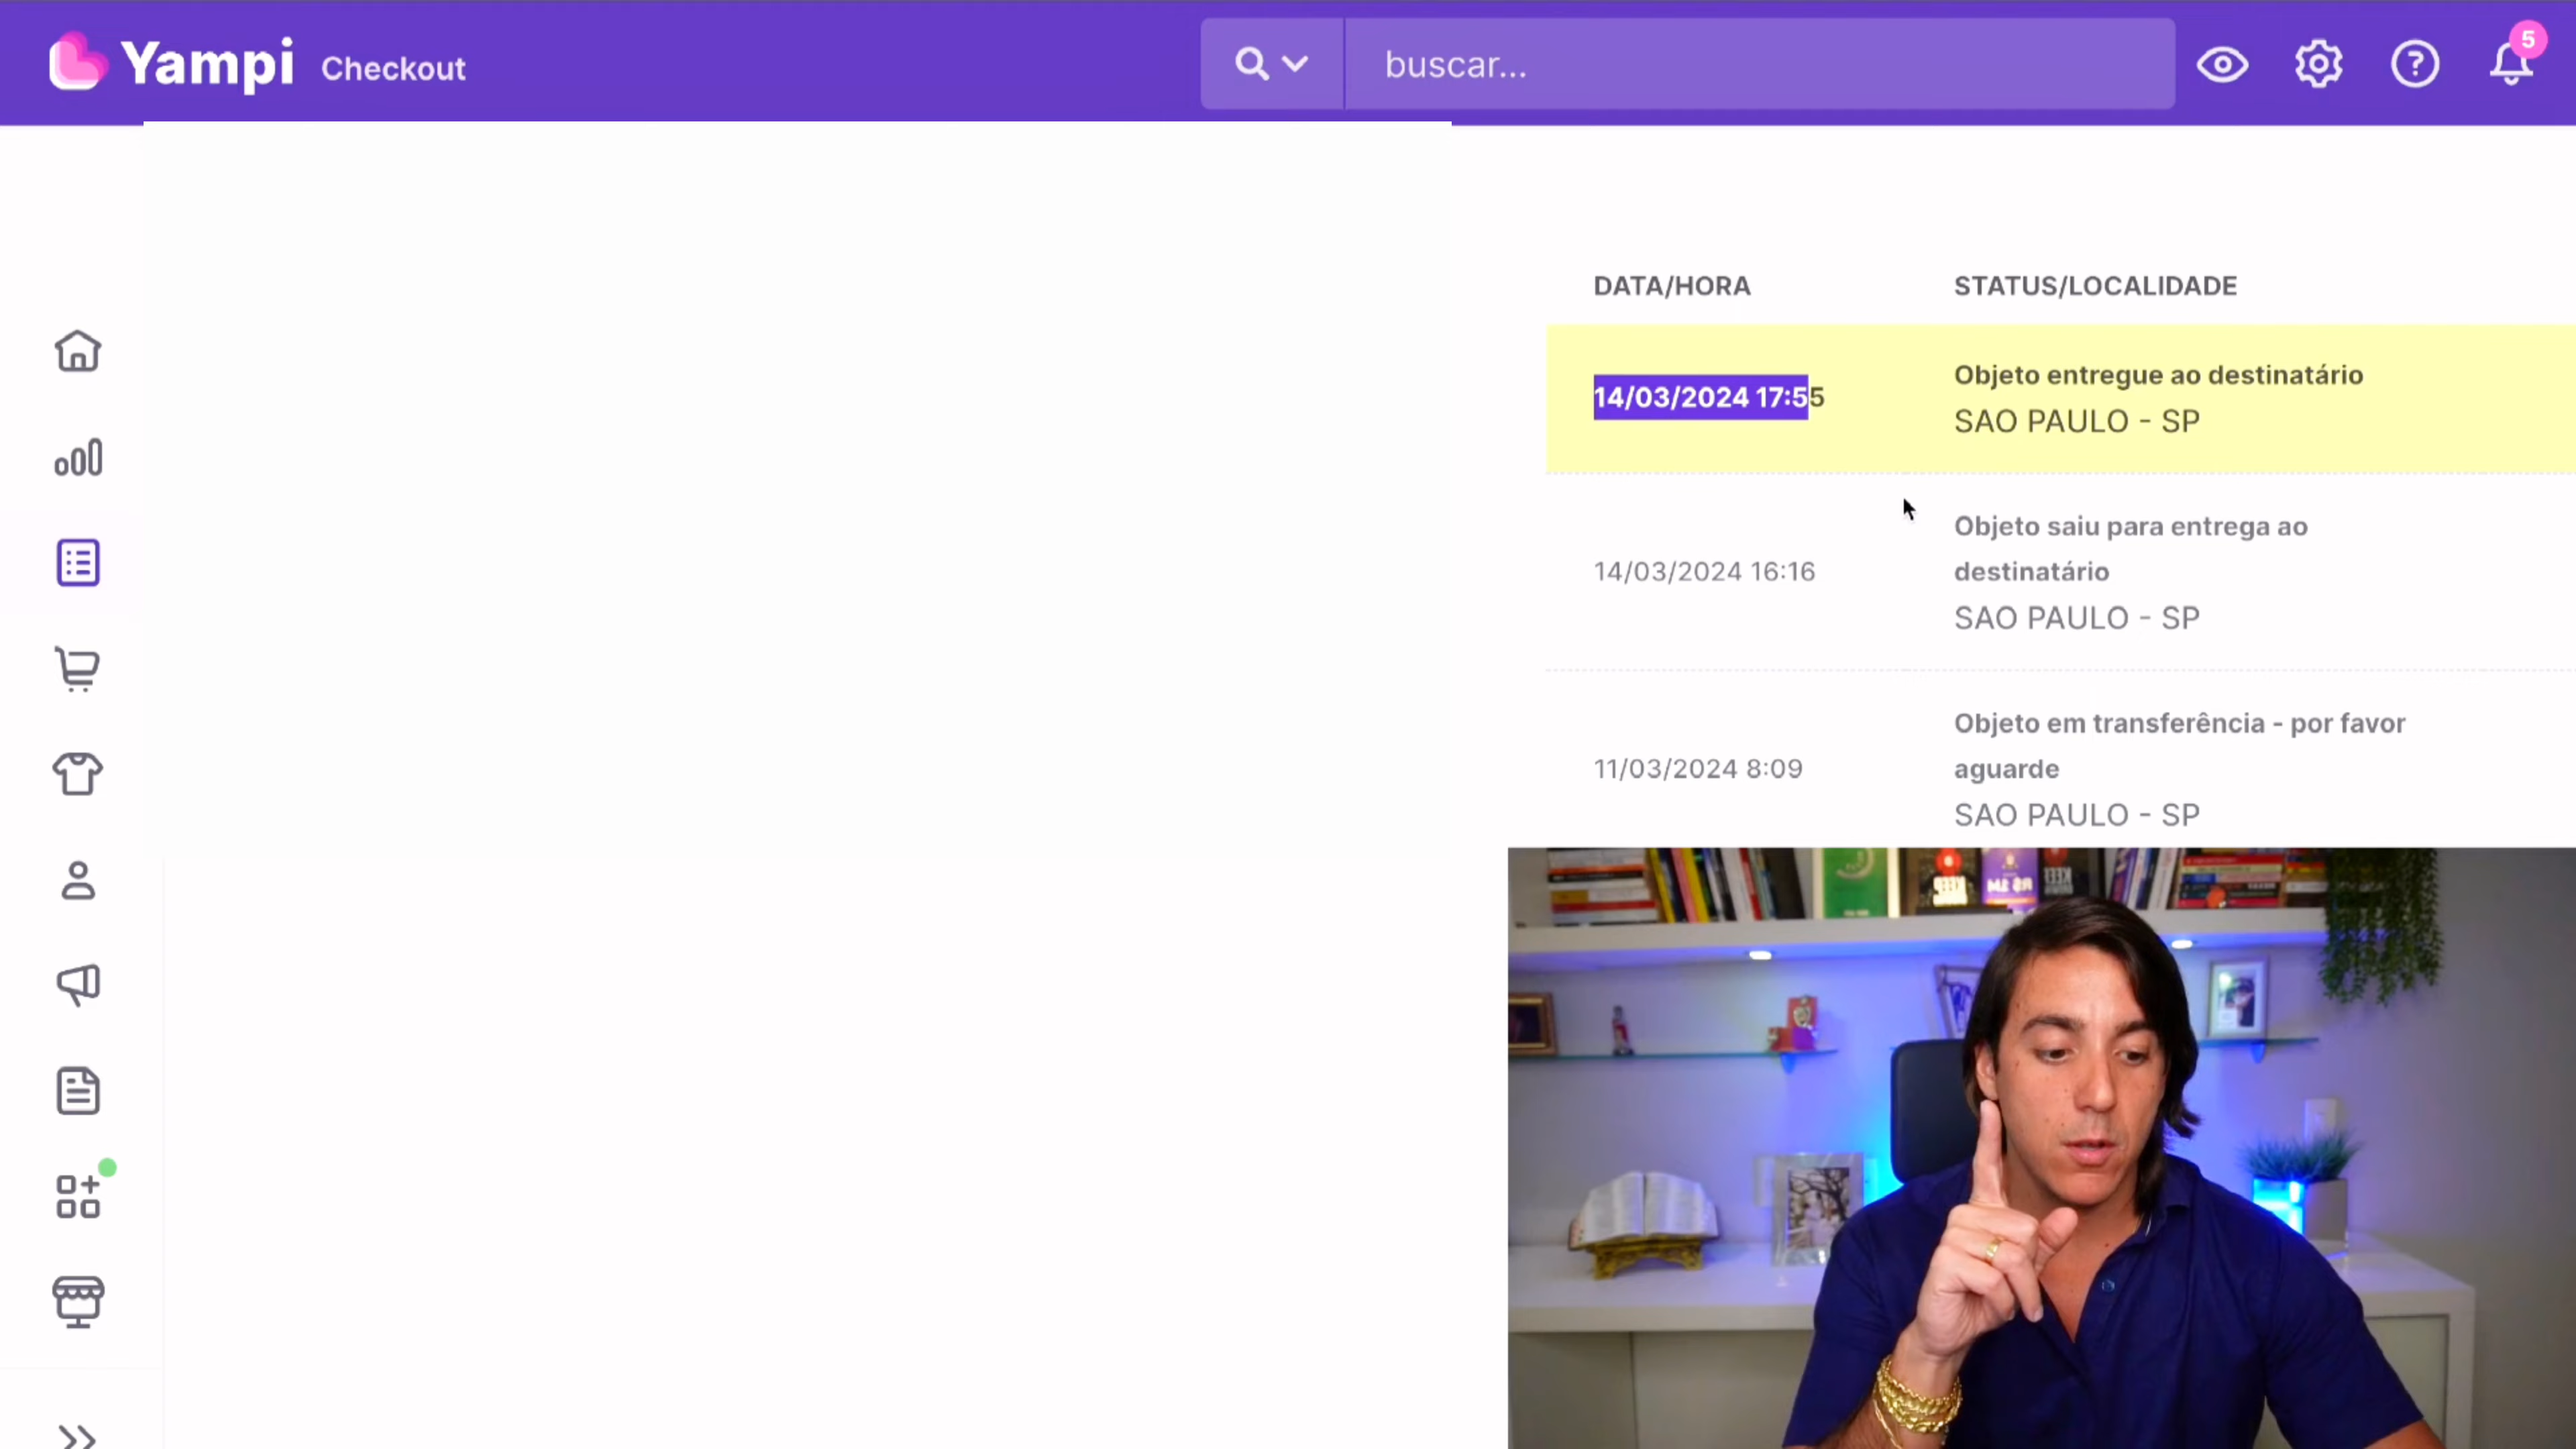 Yampi Checkout
buscar...
5
DATA/HORA
STATUS/LOCALIDADE
14/03/2024 17:55
Objeto entregue ao destinatário
SAO PAULO - SP
14/03/2024 16:16
Objeto saiu para entrega ao
destinatário
SAO PAULO - SP
11/03/2024 8:09
Objeto em transferência - por favor
aguarde
SAO PAULO - SP